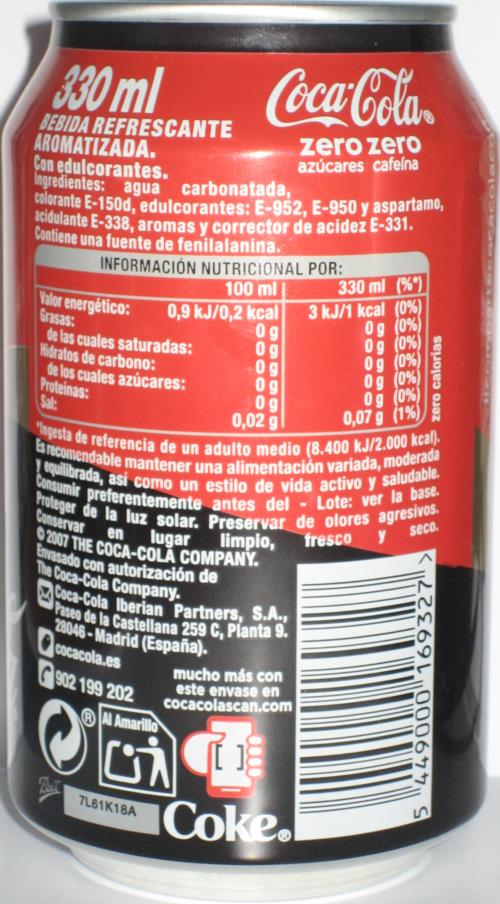 330 ml
Coca-Cola®
BEBIDA REFRESCANTE
AROMATIZADA.
zero zero
azúcares cafeína
Con edulcorantes.
Ingredientes: agua carbonatada,
colorante E-150d, edulcorantes: E-952, E-950 y aspartamo,
acidulante E-338, aromas y corrector de acidez E-331.
Contiene una fuente de fenilalanina.
INFORMACIÓN NUTRICIONAL POR:
100 ml 330 ml (%*)
Valor energético: 0,9 kJ/0,2 kcal 3 kJ/1 kcal (0%)
Grasas: 0 g 0 g (0%)
de las cuales saturadas: 0 g 0 g (0%)
Hidratos de carbono: 0 g 0 g (0%)
de los cuales azúcares: 0 g 0 g (0%)
Proteínas: 0 g 0 g (0%)
Sal: 0,02 g 0,07 g (1%)
zero calorías
*Ingesta de referencia de un adulto medio (8.400 kJ/2.000 kcal).
Es recomendable mantener una alimentación variada, moderada
y equilibrada, así como un estilo de vida activo y saludable.
Consumir preferentemente antes del - Lote: ver la base.
Proteger de la luz solar. Preservar de olores agresivos.
Conservar en lugar limpio, fresco y seco.
© 2007 THE COCA-COLA COMPANY.
Envasado con autorización de
The Coca-Cola Company.
Coca-Cola Iberian Partners, S.A.,
Paseo de la Castellana 259 C, Planta 9.
28046 - Madrid (España).
cocacola.es
902 199 202
mucho más con
este envase en
cocacolascan.com
®
Al Amarillo
Ball
7L61K18A
Coke®
5 449000 169327 >